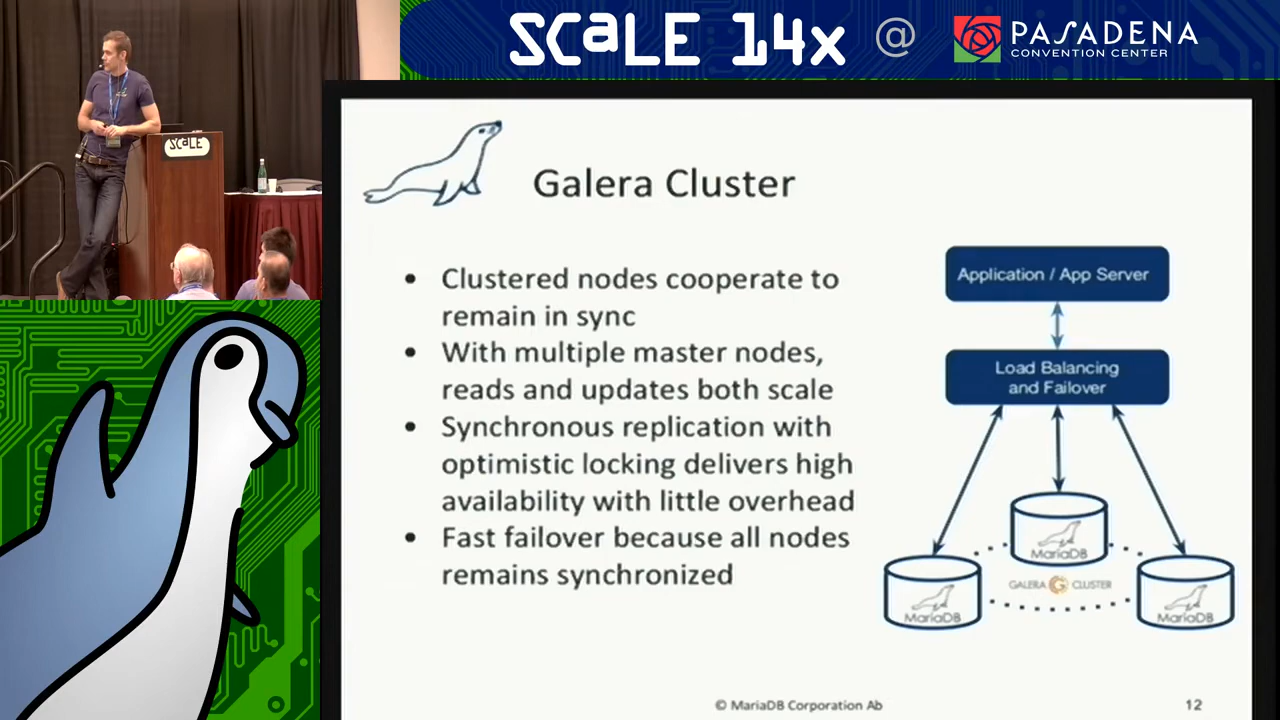 SCaLE 14x @ PASADENA
CONVENTION CENTER
SCaLE
Galera Cluster
• Clustered nodes cooperate to
remain in sync
• With multiple master nodes,
reads and updates both scale
• Synchronous replication with
optimistic locking delivers high
availability with little overhead
• Fast failover because all nodes
remains synchronized
Application / App Server
Load Balancing
and Failover
MariaDB
GALERA CLUSTER
MariaDB
MariaDB
© MariaDB Corporation Ab
12